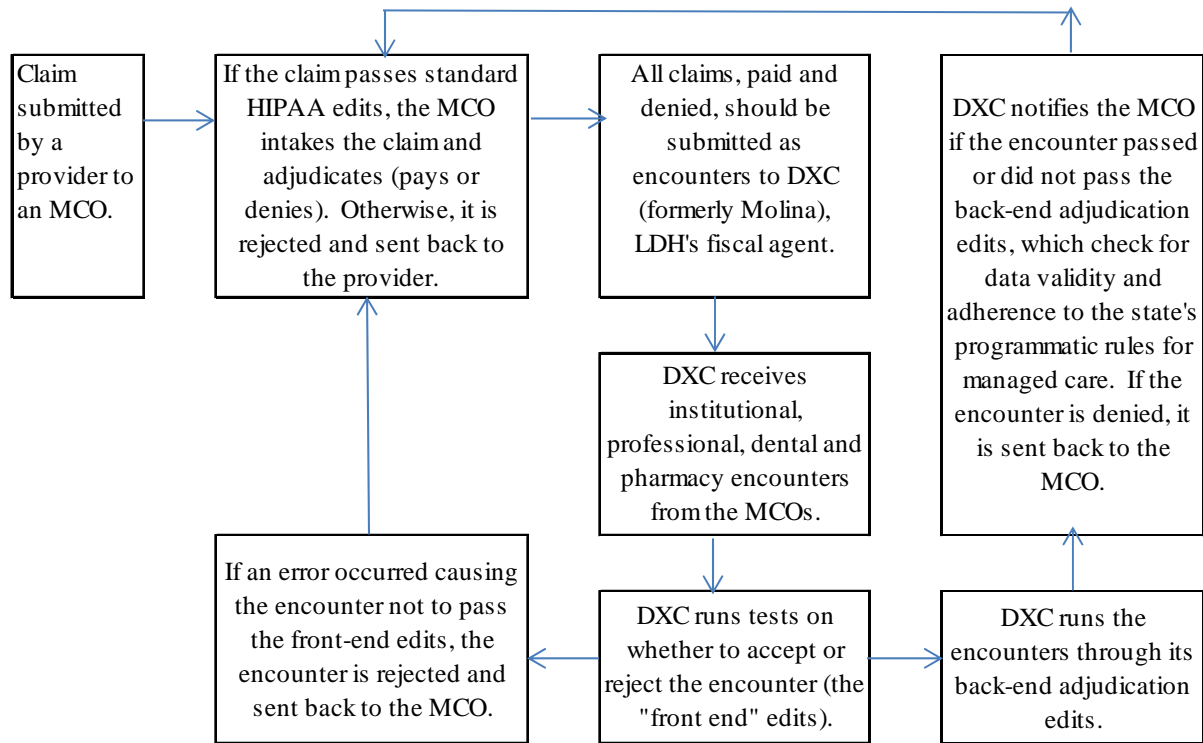 Claim
submitted
by a
provider to
an MCO.
If the claim passes standard
HIPAA edits, the MCO
intakes the claim and
adjudicates (pays or
denies).  Otherwise, it is
rejected and sent back to
the provider.
All claims, paid and
denied, should be
submitted as
encounters to DXC
(formerly Molina),
LDH's fiscal agent.
DXC notifies the MCO
if the encounter passed
or did not pass the
back-end adjudication
edits, which check for
data validity and
adherence to the state's
programmatic rules for
managed care.  If the
encounter is denied, it
is sent back to the
MCO.
DXC receives
institutional,
professional, dental and
pharmacy encounters
from the MCOs.
If an error occurred causing
the encounter not to pass
the front-end edits, the
encounter is rejected and
sent back to the MCO.
DXC runs tests on
whether to accept or
reject the encounter (the
"front end" edits).
DXC runs the
encounters through its
back-end adjudication
edits.